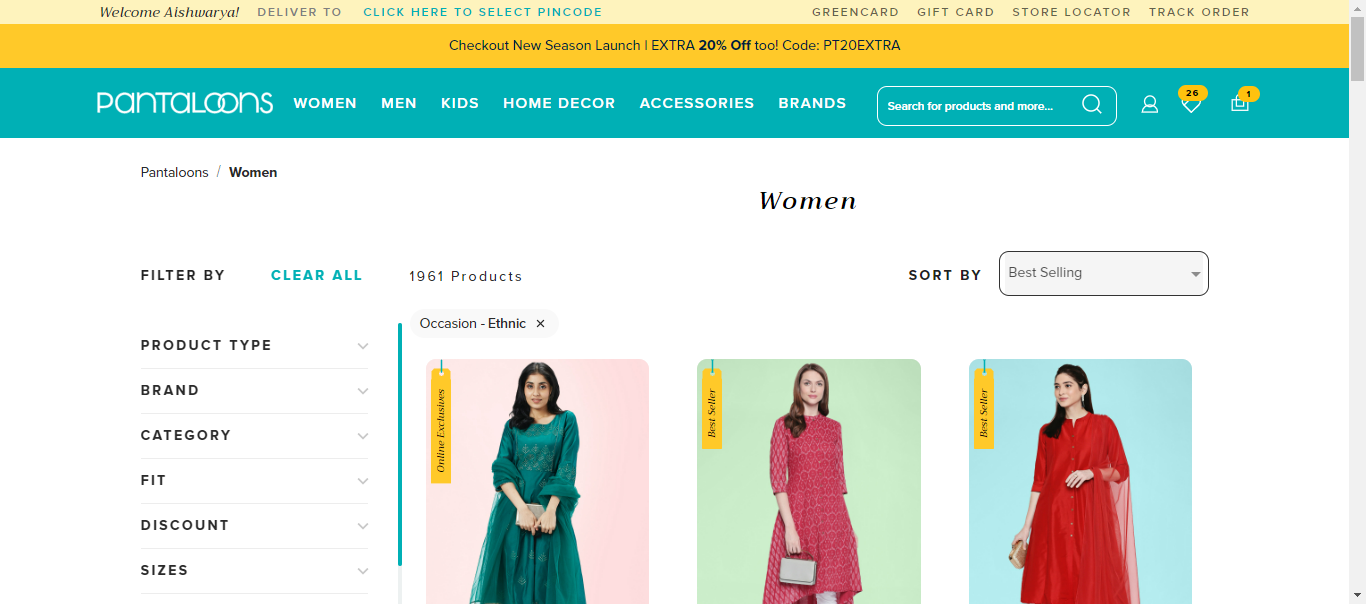 Welcome Aishwarya! DELIVER TO CLICK HERE TO SELECT PINCODE GREENCARD GIFT CARD STORE LOCATOR TRACK ORDER
Checkout New Season Launch | EXTRA 20% Off too! Code: PT20EXTRA
PANTALOONS WOMEN MEN KIDS HOME DECOR ACCESSORIES BRANDS Search for products and more... 26 1
Pantaloons / Women
Women
FILTER BY CLEAR ALL 1961 Products SORT BY Best Selling
Occasion - Ethnic ×
PRODUCT TYPE
BRAND
CATEGORY
FIT
DISCOUNT
SIZES
Online Exclusives
Best Seller
Best Seller